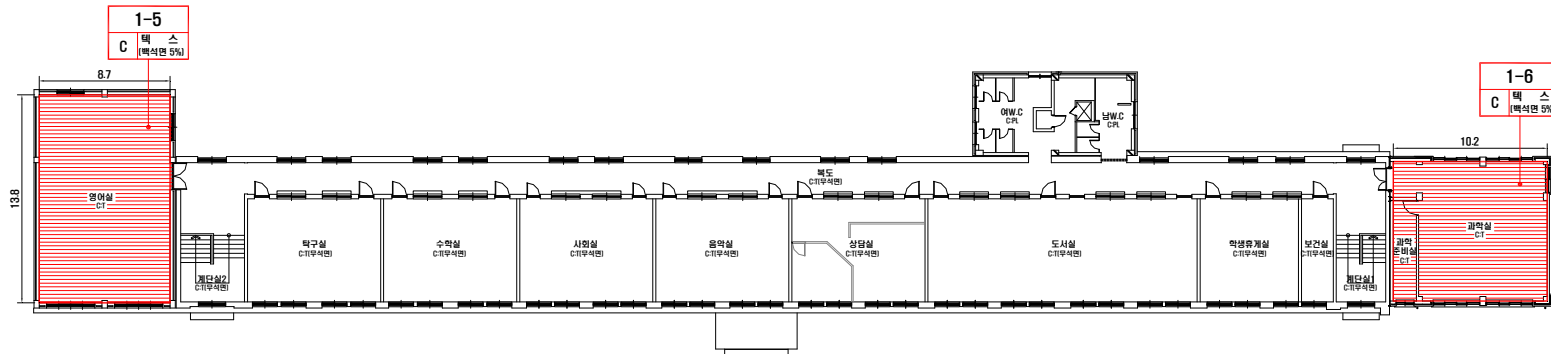 1-5
C 텍 스
(백석면 5%)
8.7
13.8
영어실
C:T
계단실2
C:T(무석면)
탁구실
C:T(무석면)
수학실
C:T(무석면)
사회실
C:T(무석면)
음악실
C:T(무석면)
상담실
C:T(무석면)
도서실
C:T(무석면)
학생휴게실
C:T(무석면)
보건실
C:T(무석면)
계단실1
C:T(무석면)
복도
C:T(무석면)
여W.C
C:PL
남W.C
C:PL
1-6
C 텍 스
(백석면 5%
10.2
과학
준비실
C:T
과학실
C:T